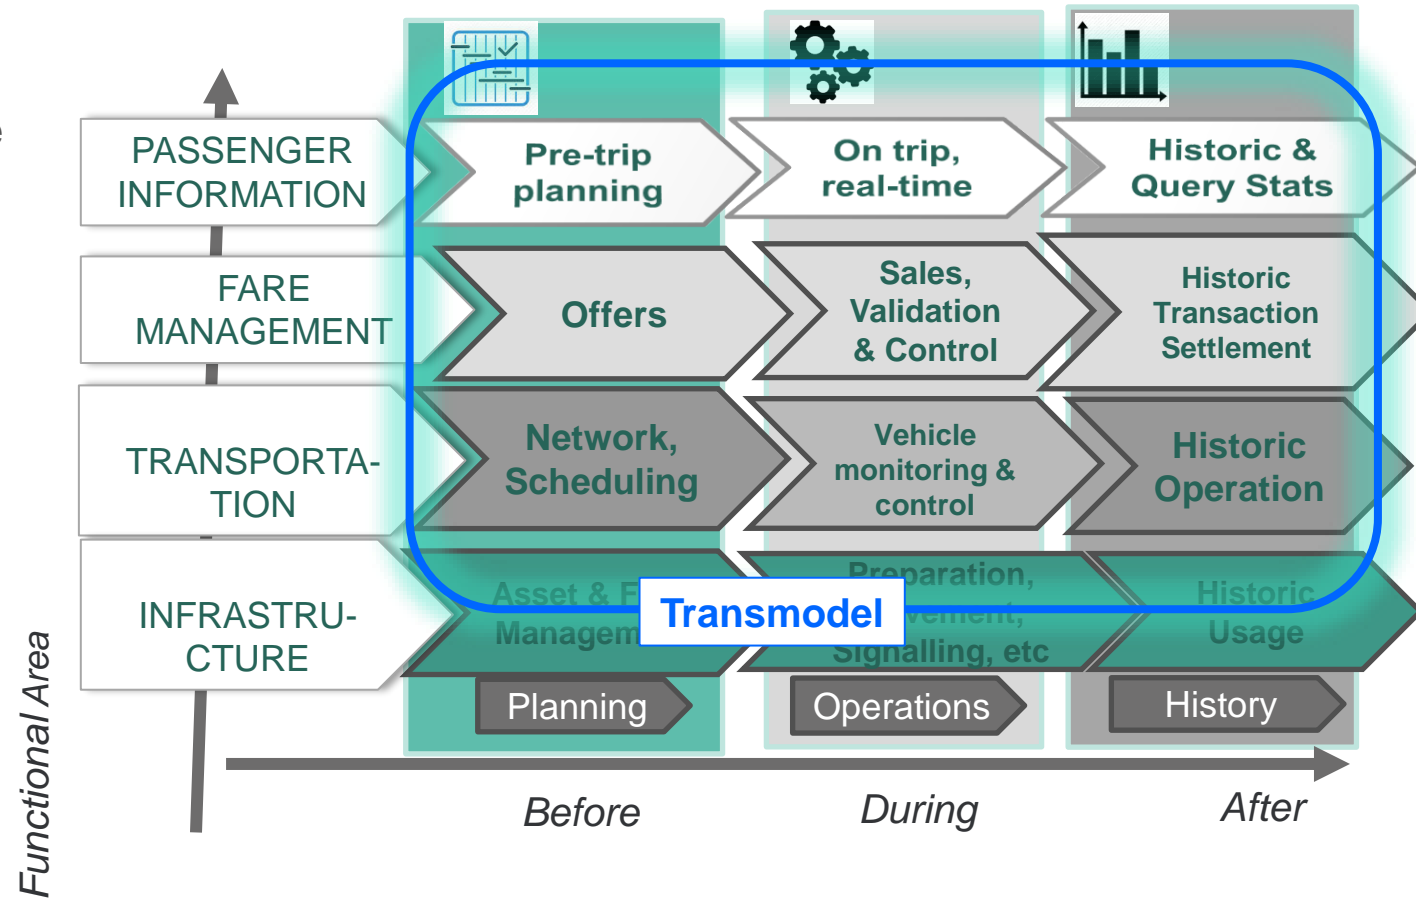 PASSENGER
INFORMATION
Pre-trip
planning
On trip,
real-time
Historic &
Query Stats
FARE
MANAGEMENT
Offers
Sales,
Validation
& Control
Historic
Transaction
Settlement
TRANSPORTA-
TION
Network,
Scheduling
Vehicle
monitoring &
control
Historic
Operation
INFRASTRU-
CTURE
Asset &
Preparation,
Signalling, etc
Historic
Usage
Transmodel
Planning
Operations
History
Before
During
After
Functional Area